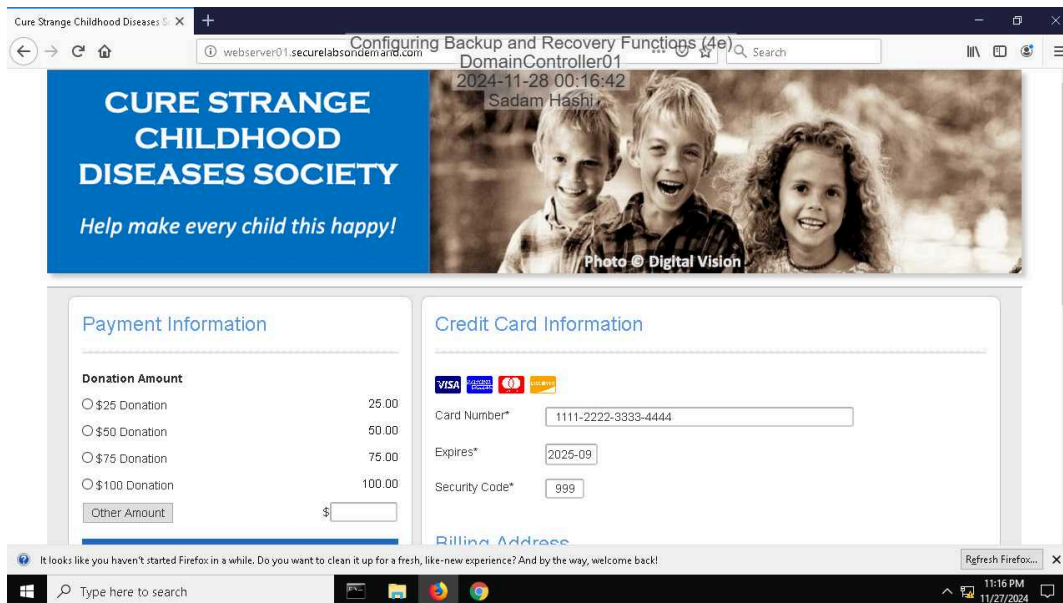 Cure Strange Childhood Diseases S
webserver01.securelabsondemand.com
Search
Configuring Backup and Recovery Functions (4e)
DomainController01
2024-11-28 00:16:42
Sadam Hashi
CURE STRANGE
CHILDHOOD
DISEASES SOCIETY
Help make every child this happy!
Photo © Digital Vision
Payment Information
Donation Amount
$25 Donation 25.00
$50 Donation 50.00
$75 Donation 75.00
$100 Donation 100.00
Other Amount $
Credit Card Information
VISA
Card Number* 1111-2222-3333-4444
Expires* 2025-09
Security Code* 999
Billing Address
It looks like you haven't started Firefox in a while. Do you want to clean it up for a fresh, like-new experience? And by the way, welcome back!
Refresh Firefox...
Type here to search
11:16 PM
11/27/2024